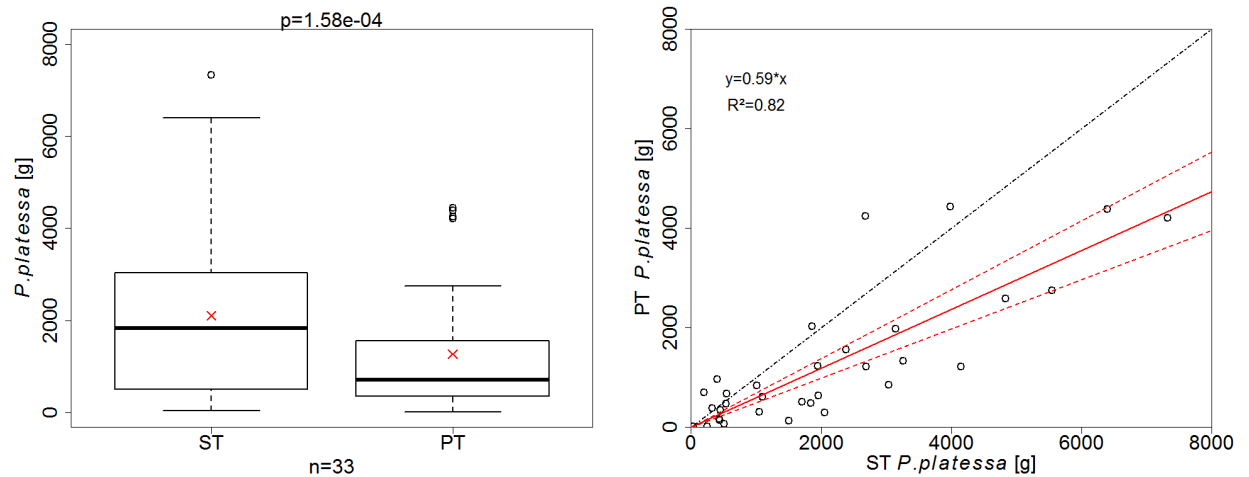 p=1.58e-04
P.platessa [g]
8000
6000
4000
2000
0
ST PT
n=33
PT P.platessa [g]
8000
6000
4000
2000
0
y=0.59*x
R²=0.82
0 2000 4000 6000 8000
ST P.platessa [g]